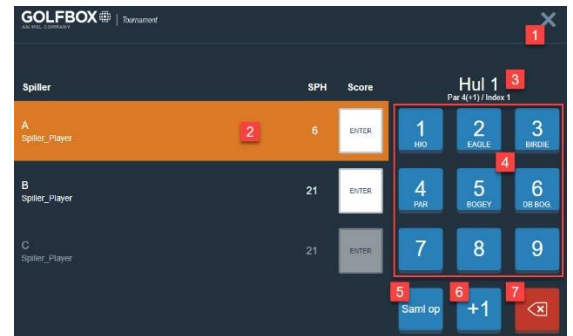 GOLFBOX | Tournament
AN HSL COMPANY
1
Spiller SPH Score Hul 1 3
Par 4(+1) / Index 1
A
Spiller_Player
2
6
ENTER
B
Spiller_Player
21
ENTER
C
Spiller_Player
21
ENTER
1 2 3
HIO EAGLE BIRDIE
4
4 5 6
PAR BOGEY DB BOG.
7 8 9
5 6 7
Saml op +1